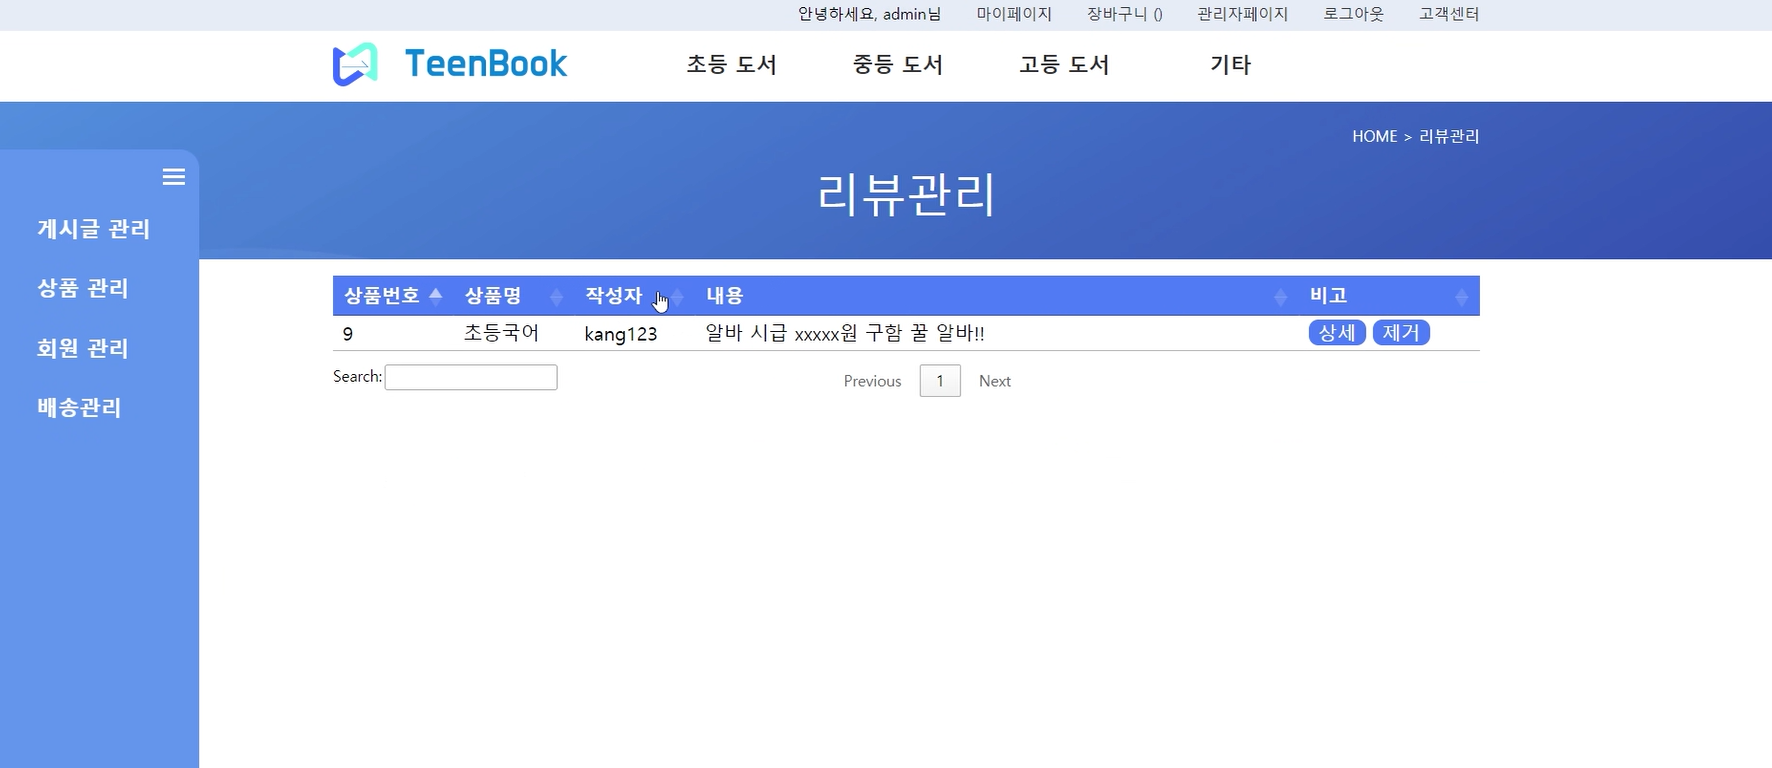 안녕하세요, admin님 마이페이지 장바구니 () 관리자페이지 로그아웃 고객센터
TeenBook 초등 도서 중등 도서 고등 도서 기타
HOME > 리뷰관리
리뷰관리
게시글 관리
상품 관리
회원 관리
배송관리
상품번호 상품명 작성자 내용 비고
9 초등국어 kang123 알바 시급 xxxxx원 구함 꿀 알바!! 상세 제거
Search: Previous 1 Next